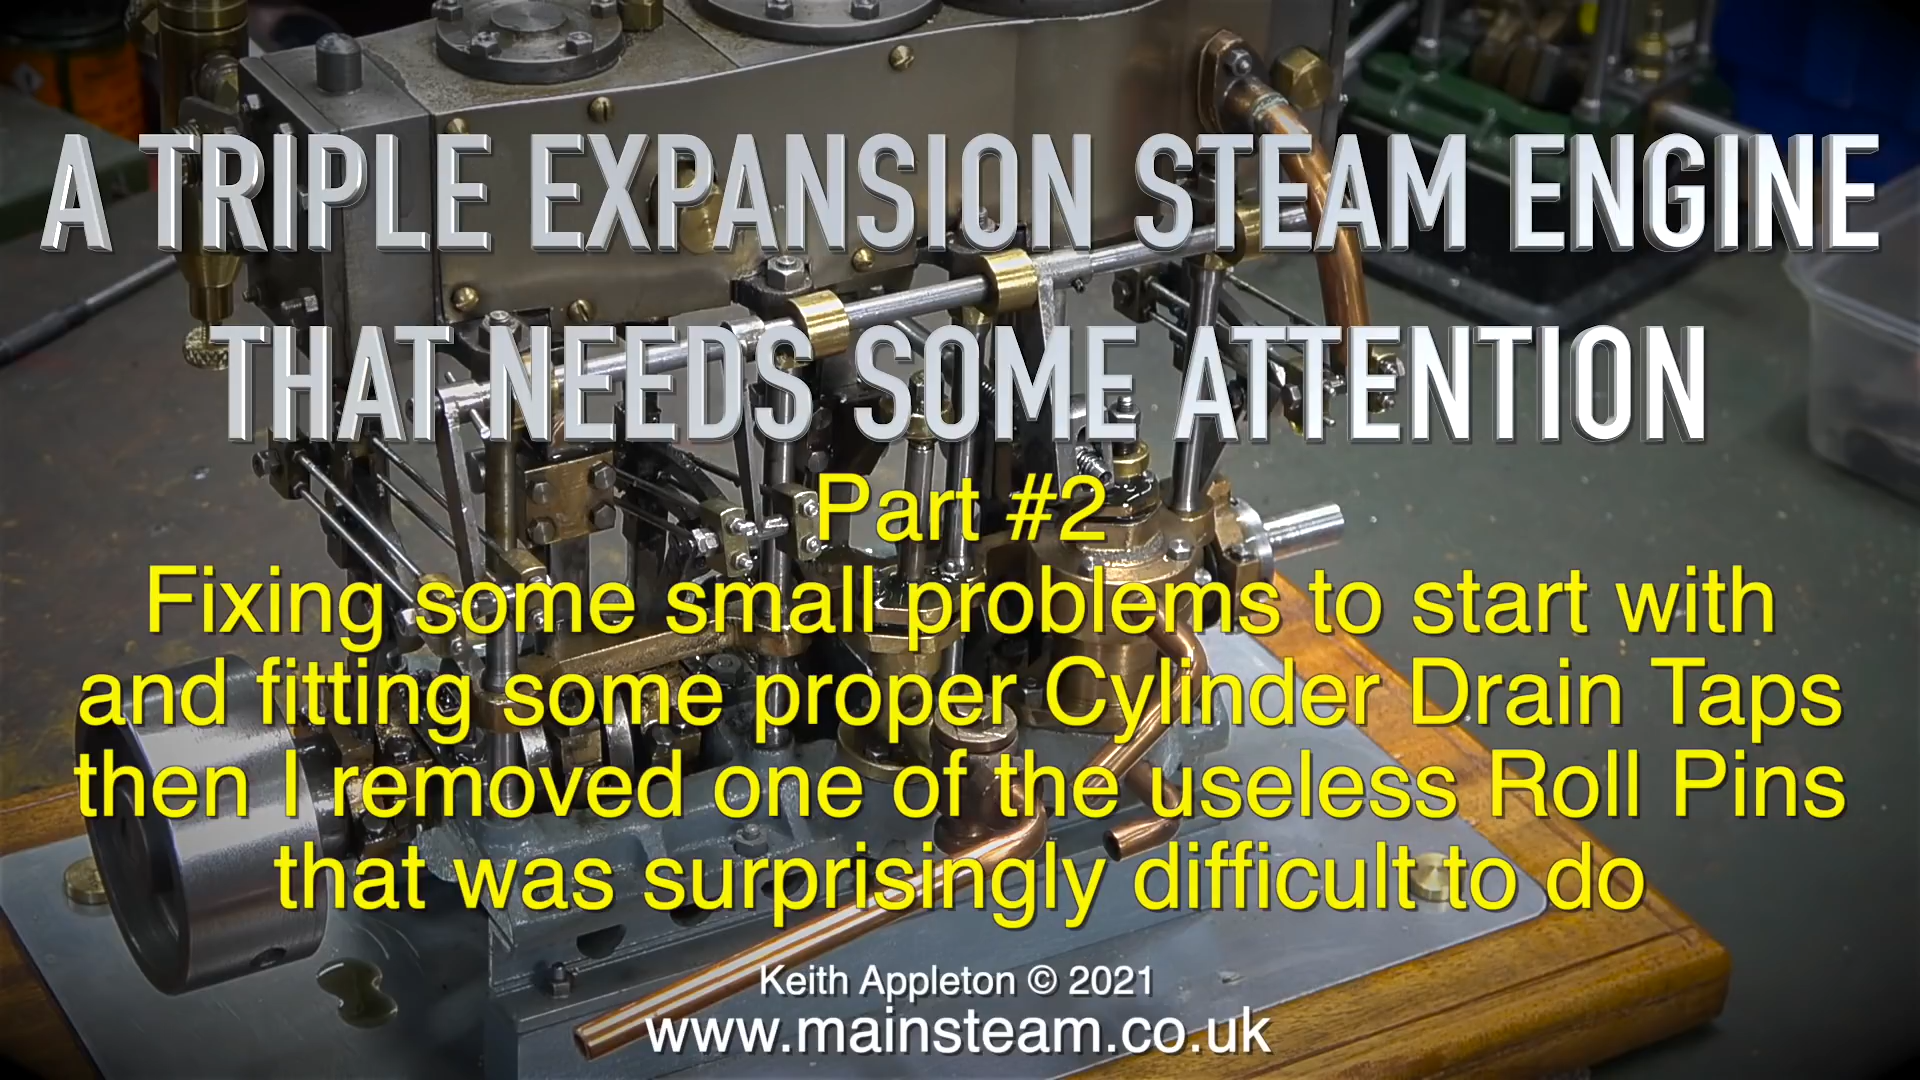 A TRIPLE EXPANSION STEAM ENGINE
THAT NEEDS SOME ATTENTION
Part #2
Fixing some small problems to start with
and fitting some proper Cylinder Drain Taps
then I removed one of the useless Roll Pins
that was surprisingly difficult to do
Keith Appleton © 2021
www.mainsteam.co.uk